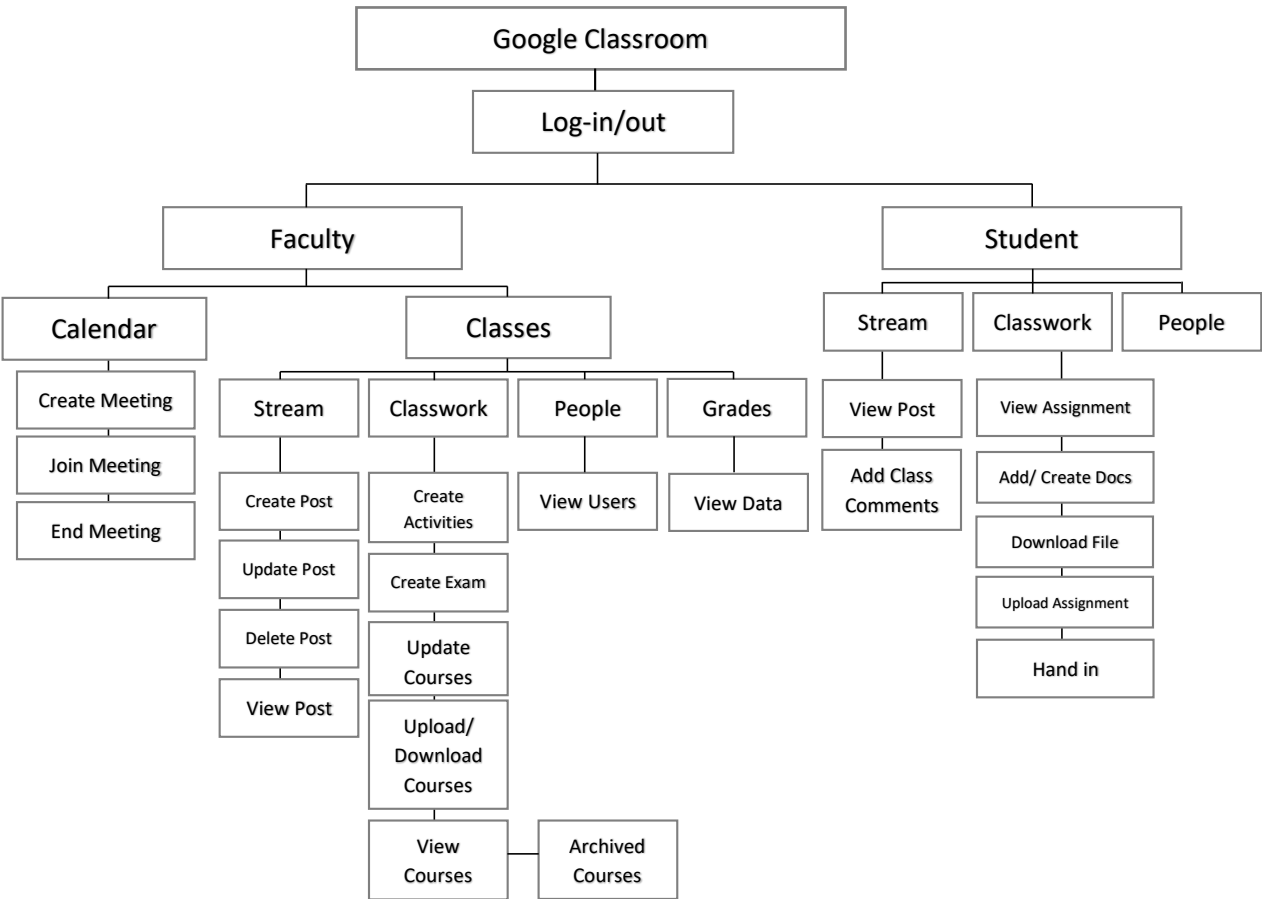 Google Classroom
Log-in/out
Faculty
Student
Calendar
Classes
Stream
Classwork
People
Create Meeting
Join Meeting
End Meeting
Stream
Classwork
People
Grades
Create Post
Update Post
Delete Post
View Post
Create
Activities
Create Exam
Update
Courses
Upload/
Download
Courses
View
Courses
Archived
Courses
View Users
View Data
View Post
Add Class
Comments
View Assignment
Add/ Create Docs
Download File
Upload Assignment
Hand in